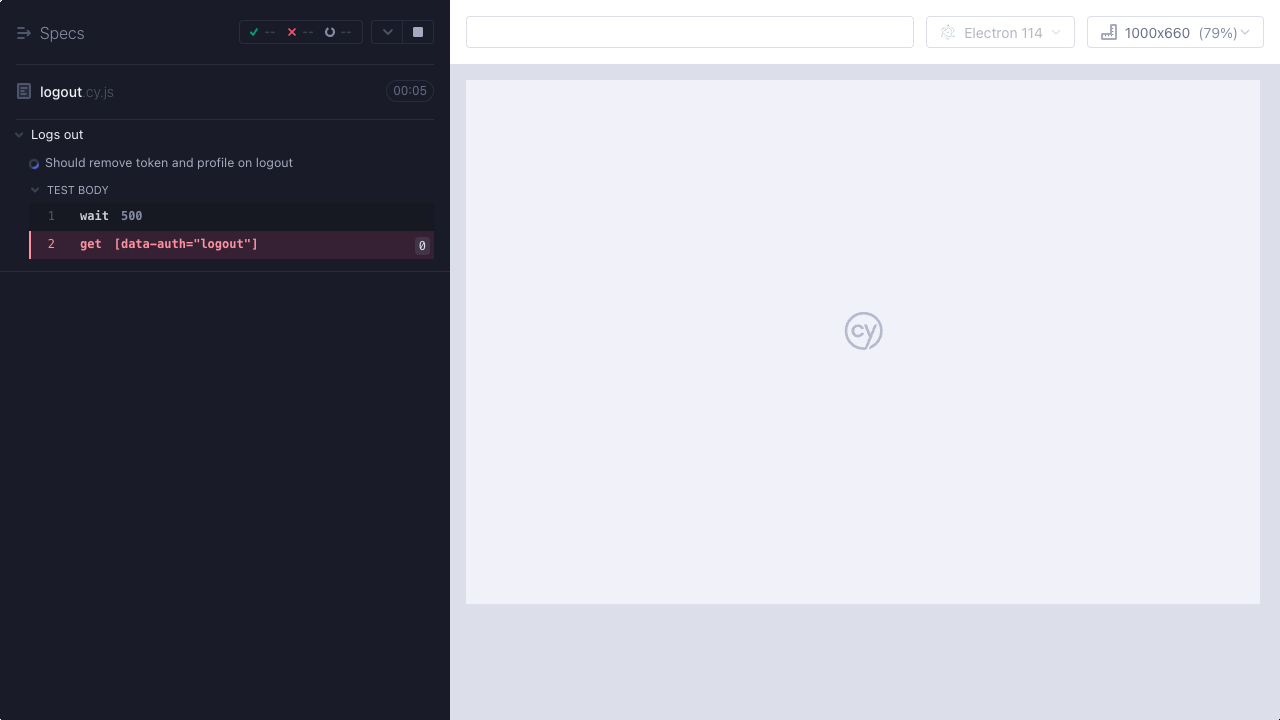 Specs
-- -- --
logout.cy.js 00:05
Logs out
Should remove token and profile on logout
TEST BODY
1 wait 500
2 get [data-auth="logout"] 0
Electron 114
1000x660 (79%)
cy